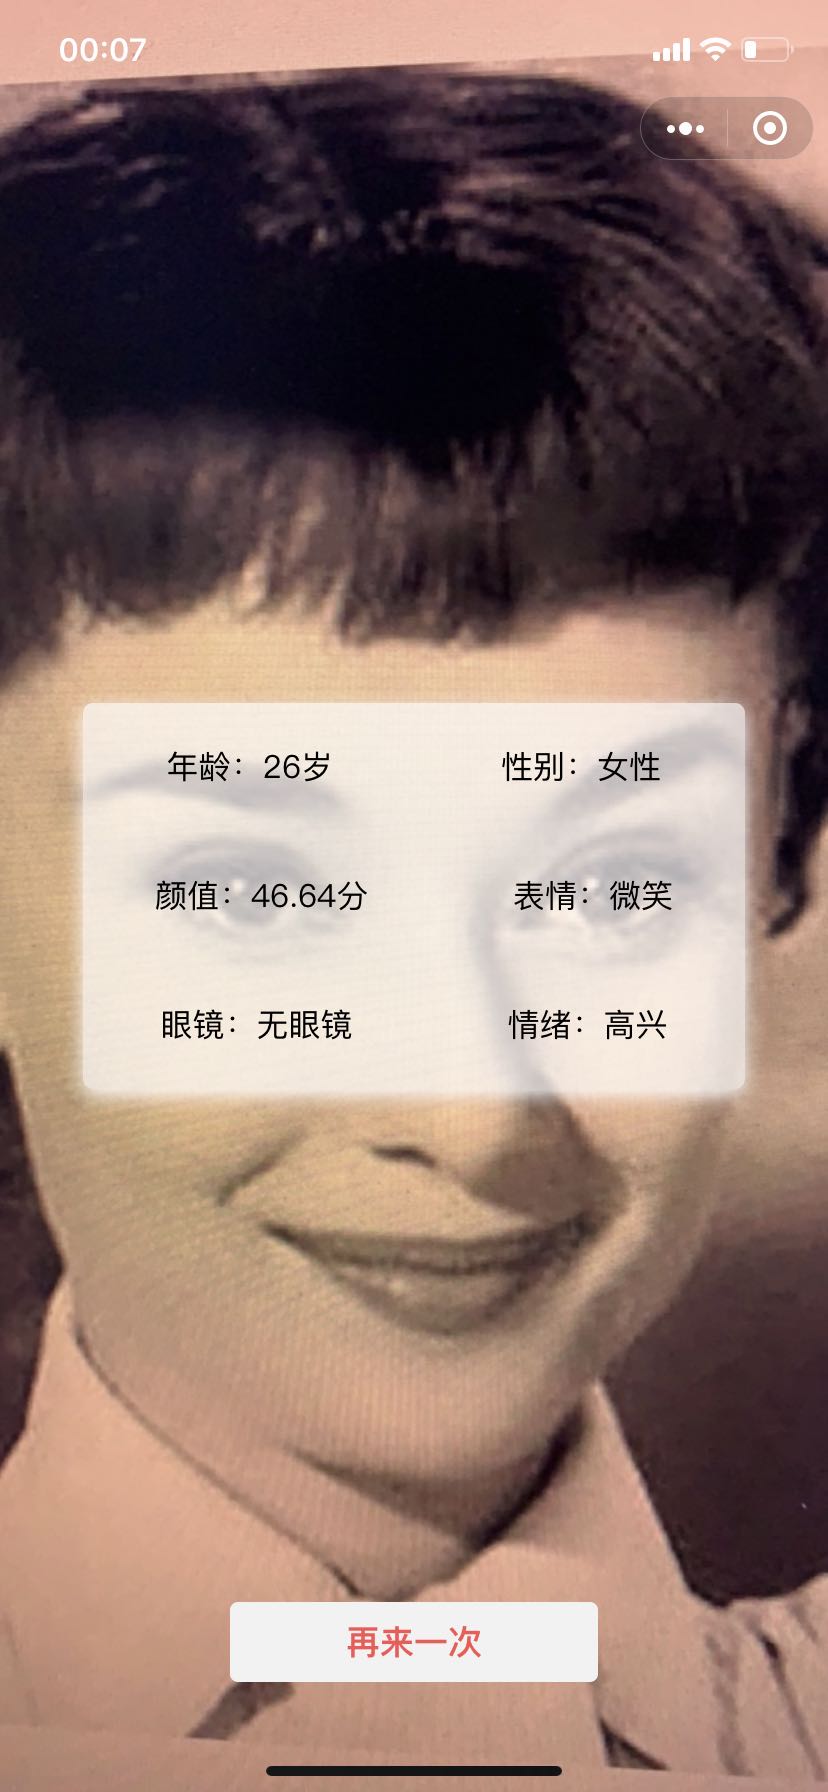 00:07
年龄：26岁
性别：女性
颜值：46.64分
表情：微笑
眼镜：无眼镜
情绪：高兴
再来一次